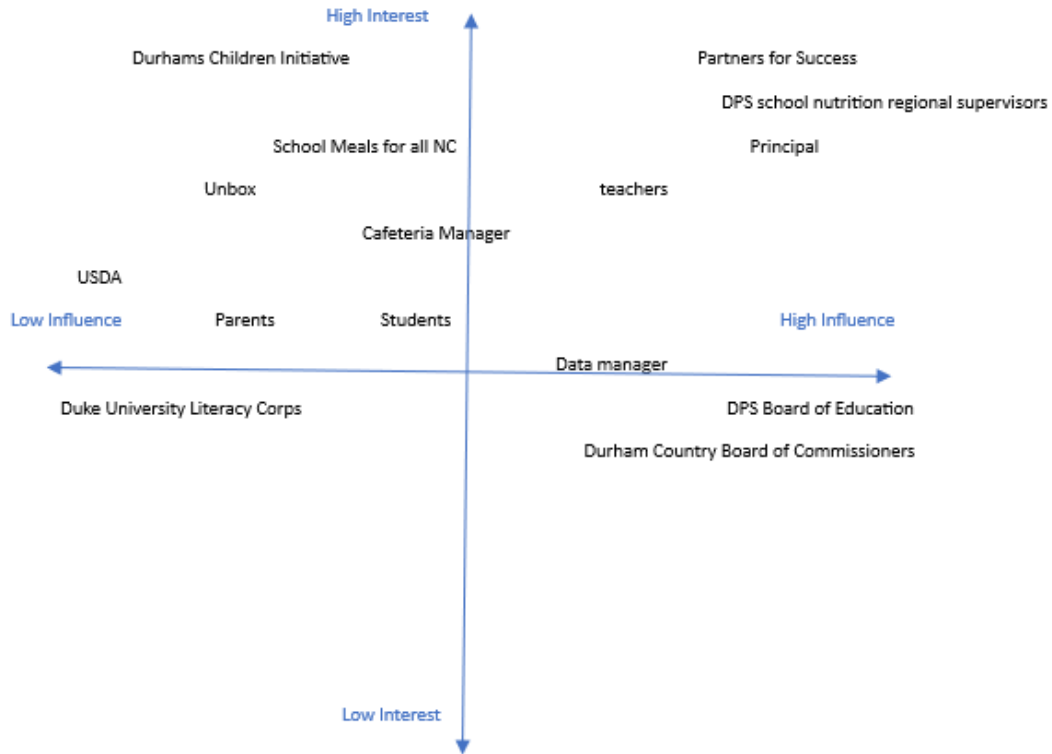 High Interest
Durhams Children Initiative
Partners for Success
DPS school nutrition regional supervisors
School Meals for all NC
Principal
Unbox
teachers
Cafeteria Manager
USDA
Low Influence
Parents
Students
High Influence
Data manager
Duke University Literacy Corps
DPS Board of Education
Durham Country Board of Commissioners
Low Interest